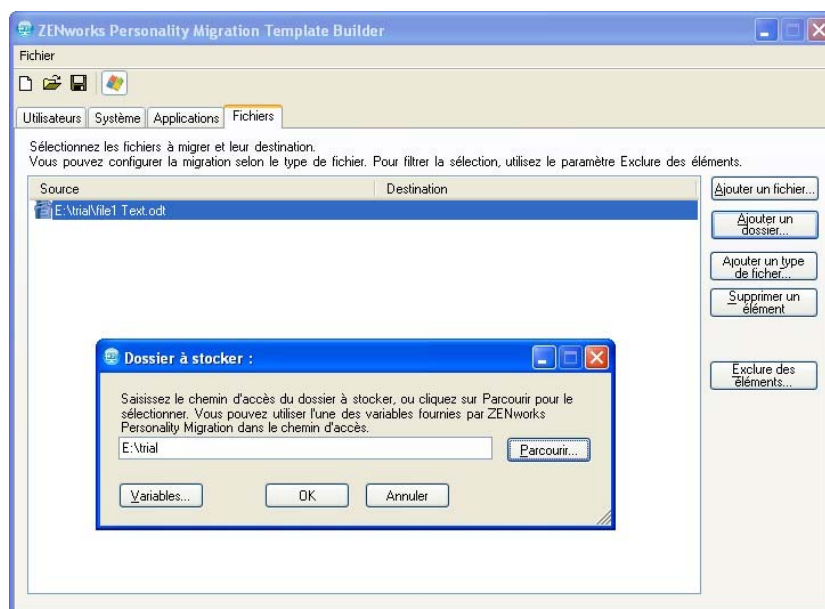 ZENworks Personality Migration Template Builder
Fichier
Utilisateurs Système Applications Fichiers
Sélectionnez les fichiers à migrer et leur destination.
Vous pouvez configurer la migration selon le type de fichier. Pour filtrer la sélection, utilisez le paramètre Exclure des éléments.
Source Destination
E:\trial\file1 Text.odt
Ajouter un fichier...
Ajouter un
dossier...
Ajouter un type
de ficher...
Supprimer un
élément
Exclure des
éléments...
Dossier à stocker :
Saisissez le chemin d'accès du dossier à stocker, ou cliquez sur Parcourir pour le
sélectionner. Vous pouvez utiliser l'une des variables fournies par ZENworks
Personality Migration dans le chemin d'accès.
E:\trial
Parcourir...
Variables... OK Annuler